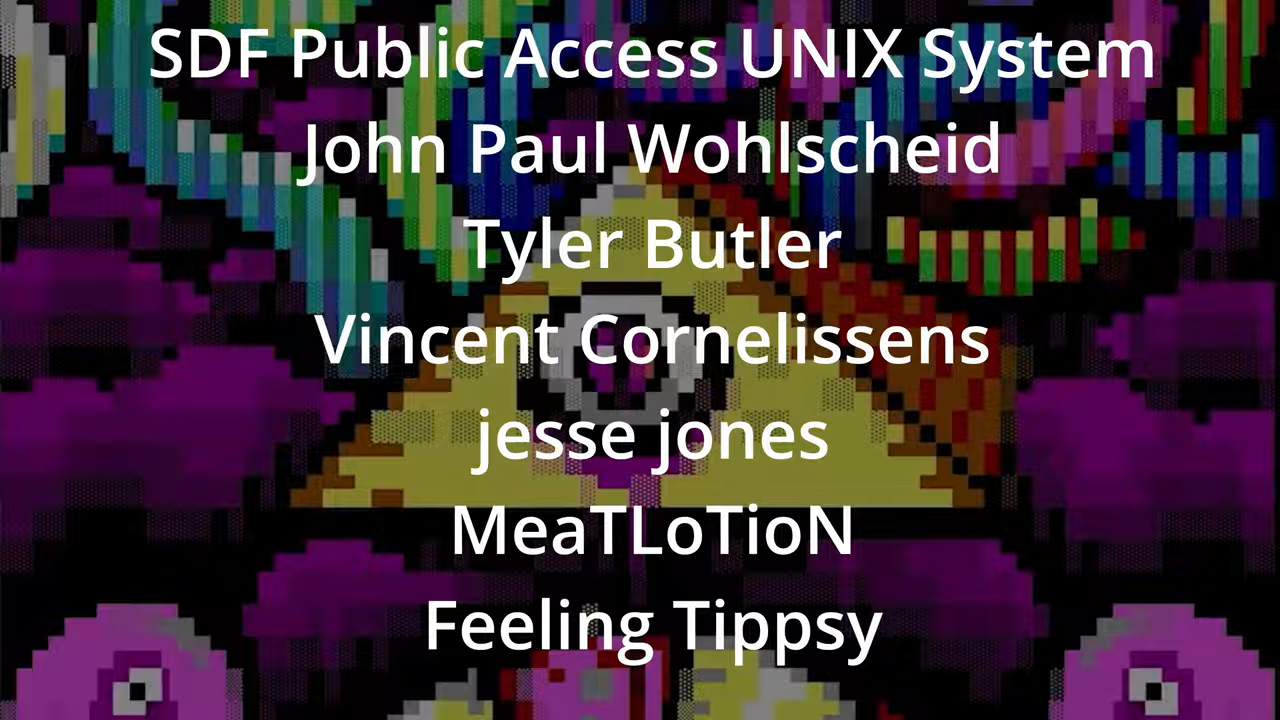 SDF Public Access UNIX System
John Paul Wohlscheid
Tyler Butler
Vincent Cornelissens
jesse jones
MeaTLoTioN
Feeling Tippsy